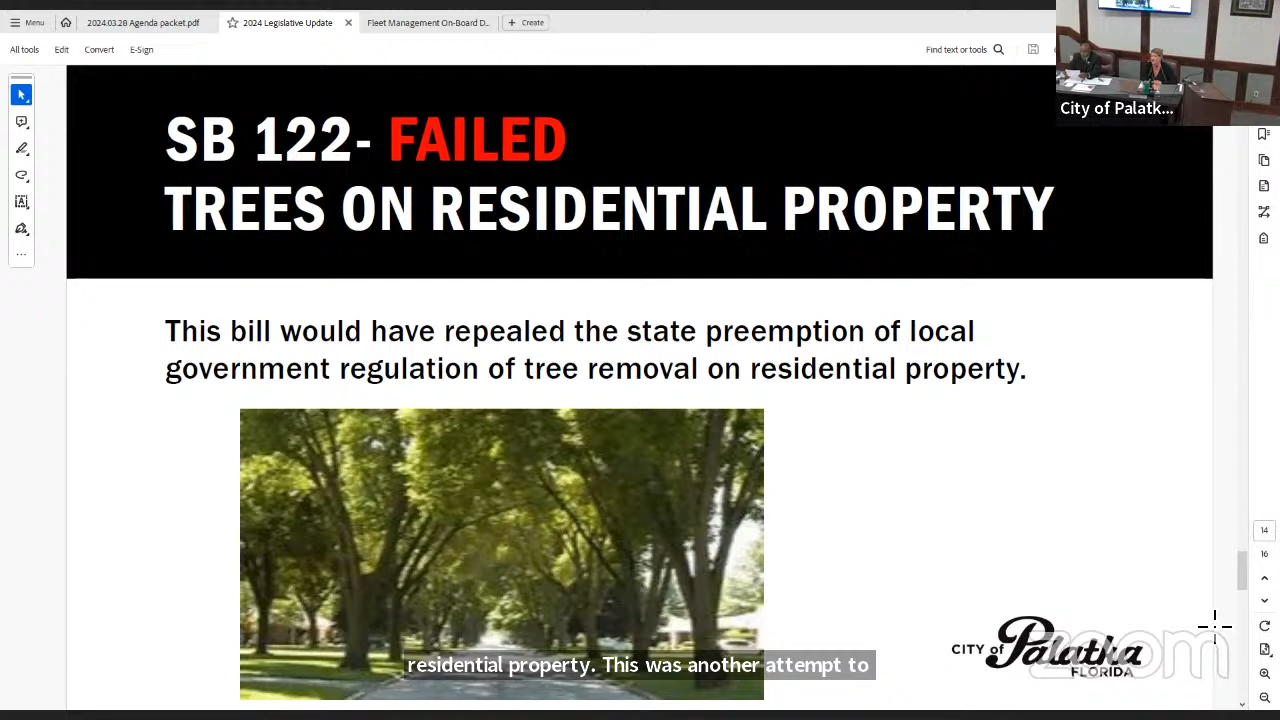 Menu
2024.03.28 Agenda packet.pdf
2024 Legislative Update
Fleet Management On-Board D...
Create
All tools
Edit
Convert
E-Sign
Find text or tools
City of Palatk...
SB 122- FAILED
TREES ON RESIDENTIAL PROPERTY
This bill would have repealed the state preemption of local
government regulation of tree removal on residential property.
14
16
CITY of Palatka
FLORIDA
zoom
residential property. This was another attempt to